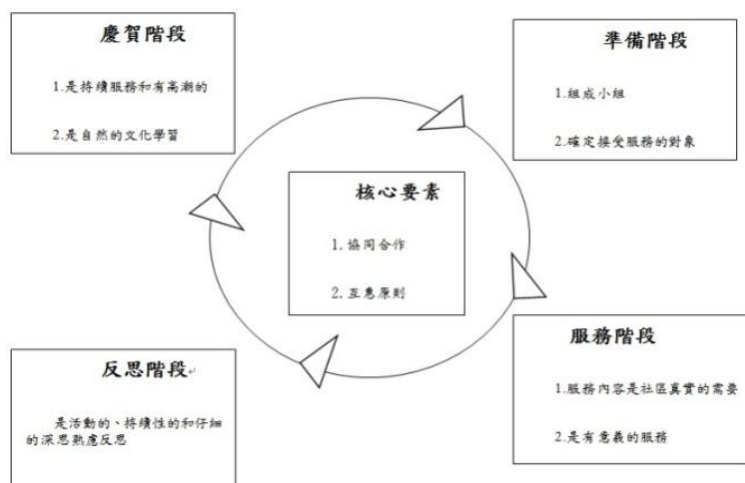 慶賀階段
1.是持續服務和有高潮的
2.是自然的文化學習
準備階段
1.組成小組
2.確定接受服務的對象
核心要素
1.協同合作
2.互惠原則
反思階段
是活動的、持續性的和仔細
的深思熟慮反思
服務階段
1.服務內容是社區真實的需要
2.是有意義的服務